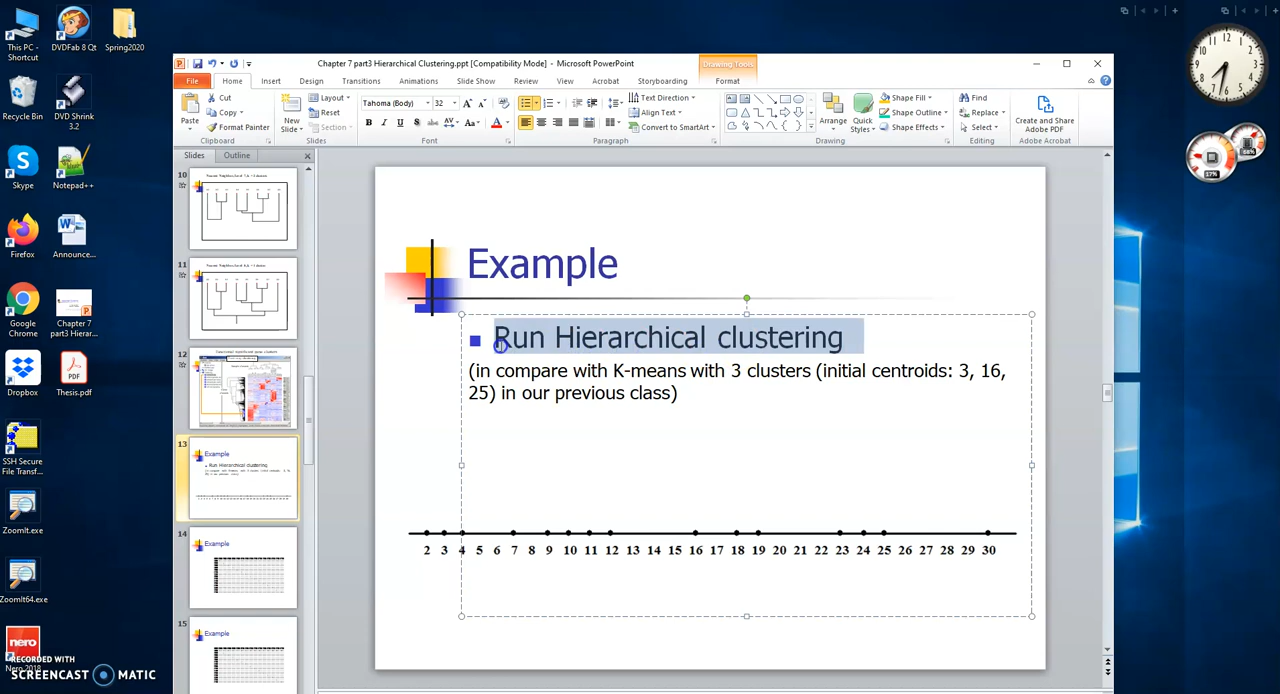 This PC -
Shortcut
DVDFab 8 Qt
Spring2020
Recycle Bin
DVD Shrink
3.2
Skype
Notepad++
Firefox
Announce...
Google
Chrome
Chapter 7
part3 Hierar...
Dropbox
Thesis.pdf
SSH Secure
File Transf...
ZoomIt.exe
ZoomIt64.exe
nero
Nero 2018
RECORDED WITH
SCREENCAST MATIC
Chapter 7 part3 Hierarchical Clustering.ppt [Compatibility Mode] - Microsoft PowerPoint
Drawing Tools
File Home Insert Design Transitions Animations Slide Show Review View Acrobat Storyboarding Format
Paste
Cut
Copy
Format Painter
Clipboard
New
Slide
Layout
Reset
Section
Slides
Tahoma (Body) 32
Font
Text Direction
Align Text
Convert to SmartArt
Paragraph
Arrange
Quick
Styles
Shape Fill
Shape Outline
Shape Effects
Drawing
Find
Replace
Select
Editing
Create and Share
Adobe PDF
Adobe Acrobat
Slides Outline
10
11
12
13
Example
Run Hierarchical clustering
14
Example
15
Example
Example
Run Hierarchical clustering
(in compare with K-means with 3 clusters (initial centroids: 3, 16,
25) in our previous class)
2 3 4 5 6 7 8 9 10 11 12 13 14 15 16 17 18 19 20 21 22 23 24 25 26 27 28 29 30
17%